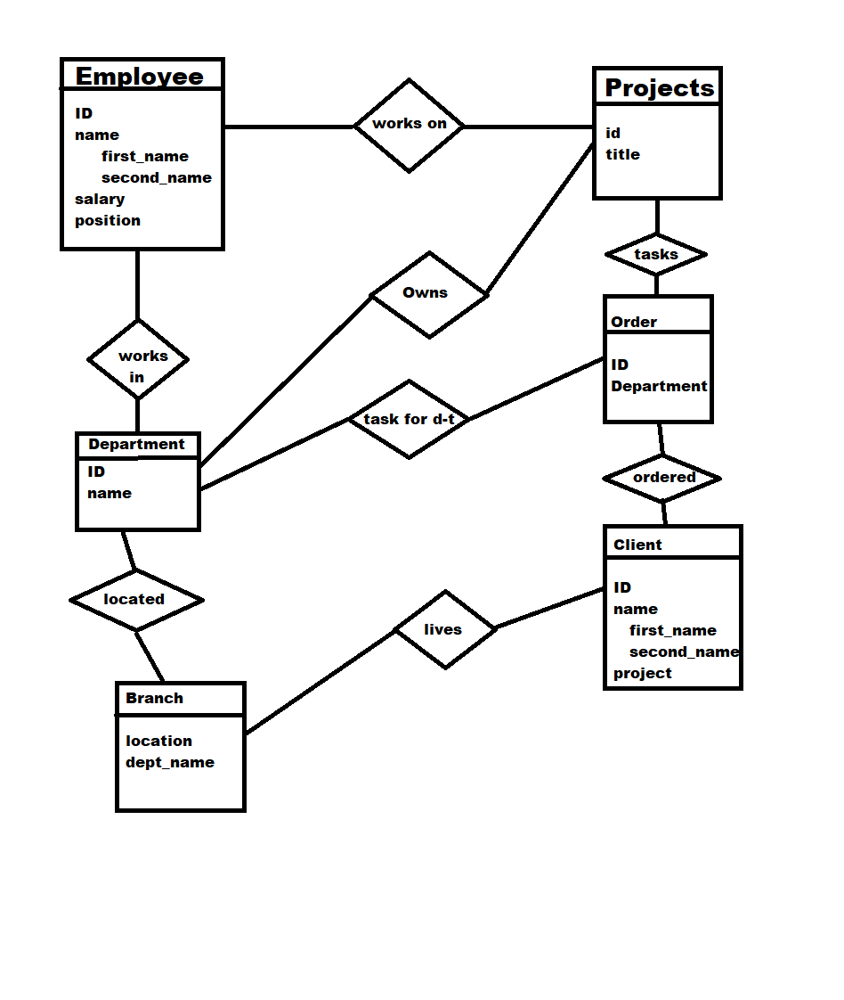 Employee
ID
name
first_name
second_name
salary
position
works on
Projects
id
title
tasks
Owns
works
in
Order
ID
Department
task for d-t
Department
ID
name
ordered
located
Client
ID
name
first_name
second_name
project
lives
Branch
location
dept_name